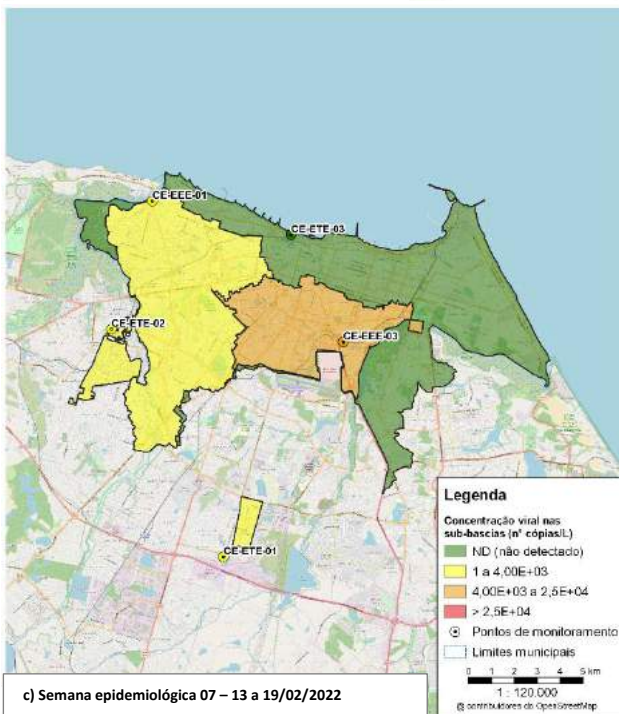 CE-EEE-01
CE-ETE-03
CE-ETE-02
CE-EEE-03
CE-ETE-01
Legenda
Concentração viral nas
sub-bascias (n° cópias/L)
ND (não detectado)
1 a 4,00E+03
4,00E+03 a 2,5E+04
> 2,5E+04
Pontos de monitoramento
Limites municipais
0 1 2 3 4 5 km
1 : 120.000
@ contribuidores do OpenStreetMap
c) Semana epidemiológica 07 – 13 a 19/02/2022